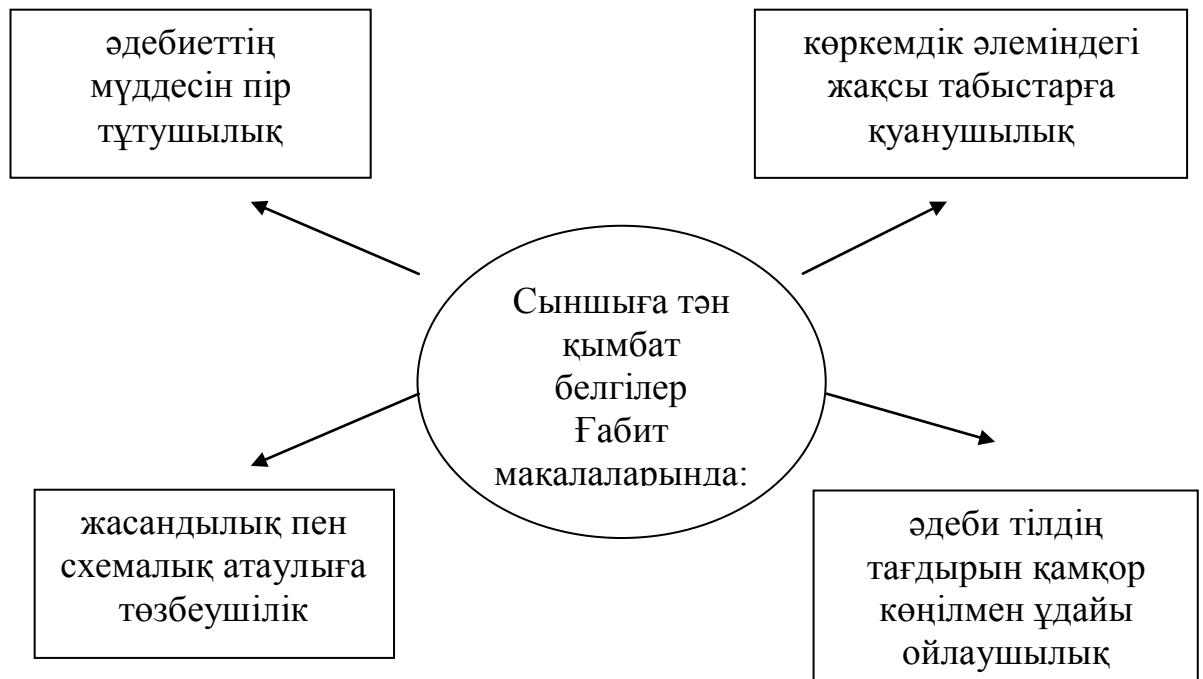 әдебиеттің
мүддесін пір
тұтушылық
көркемдік әлеміндегі
жақсы табыстарға
қуанушылық
Сыншыға тән
қымбат
белгілер
Ғабит
мақалаларында:
жасандылық пен
схемалық атаулыға
төзбеушілік
әдеби тілдің
тағдырын қамқор
көңілмен ұдайы
ойлаушылық